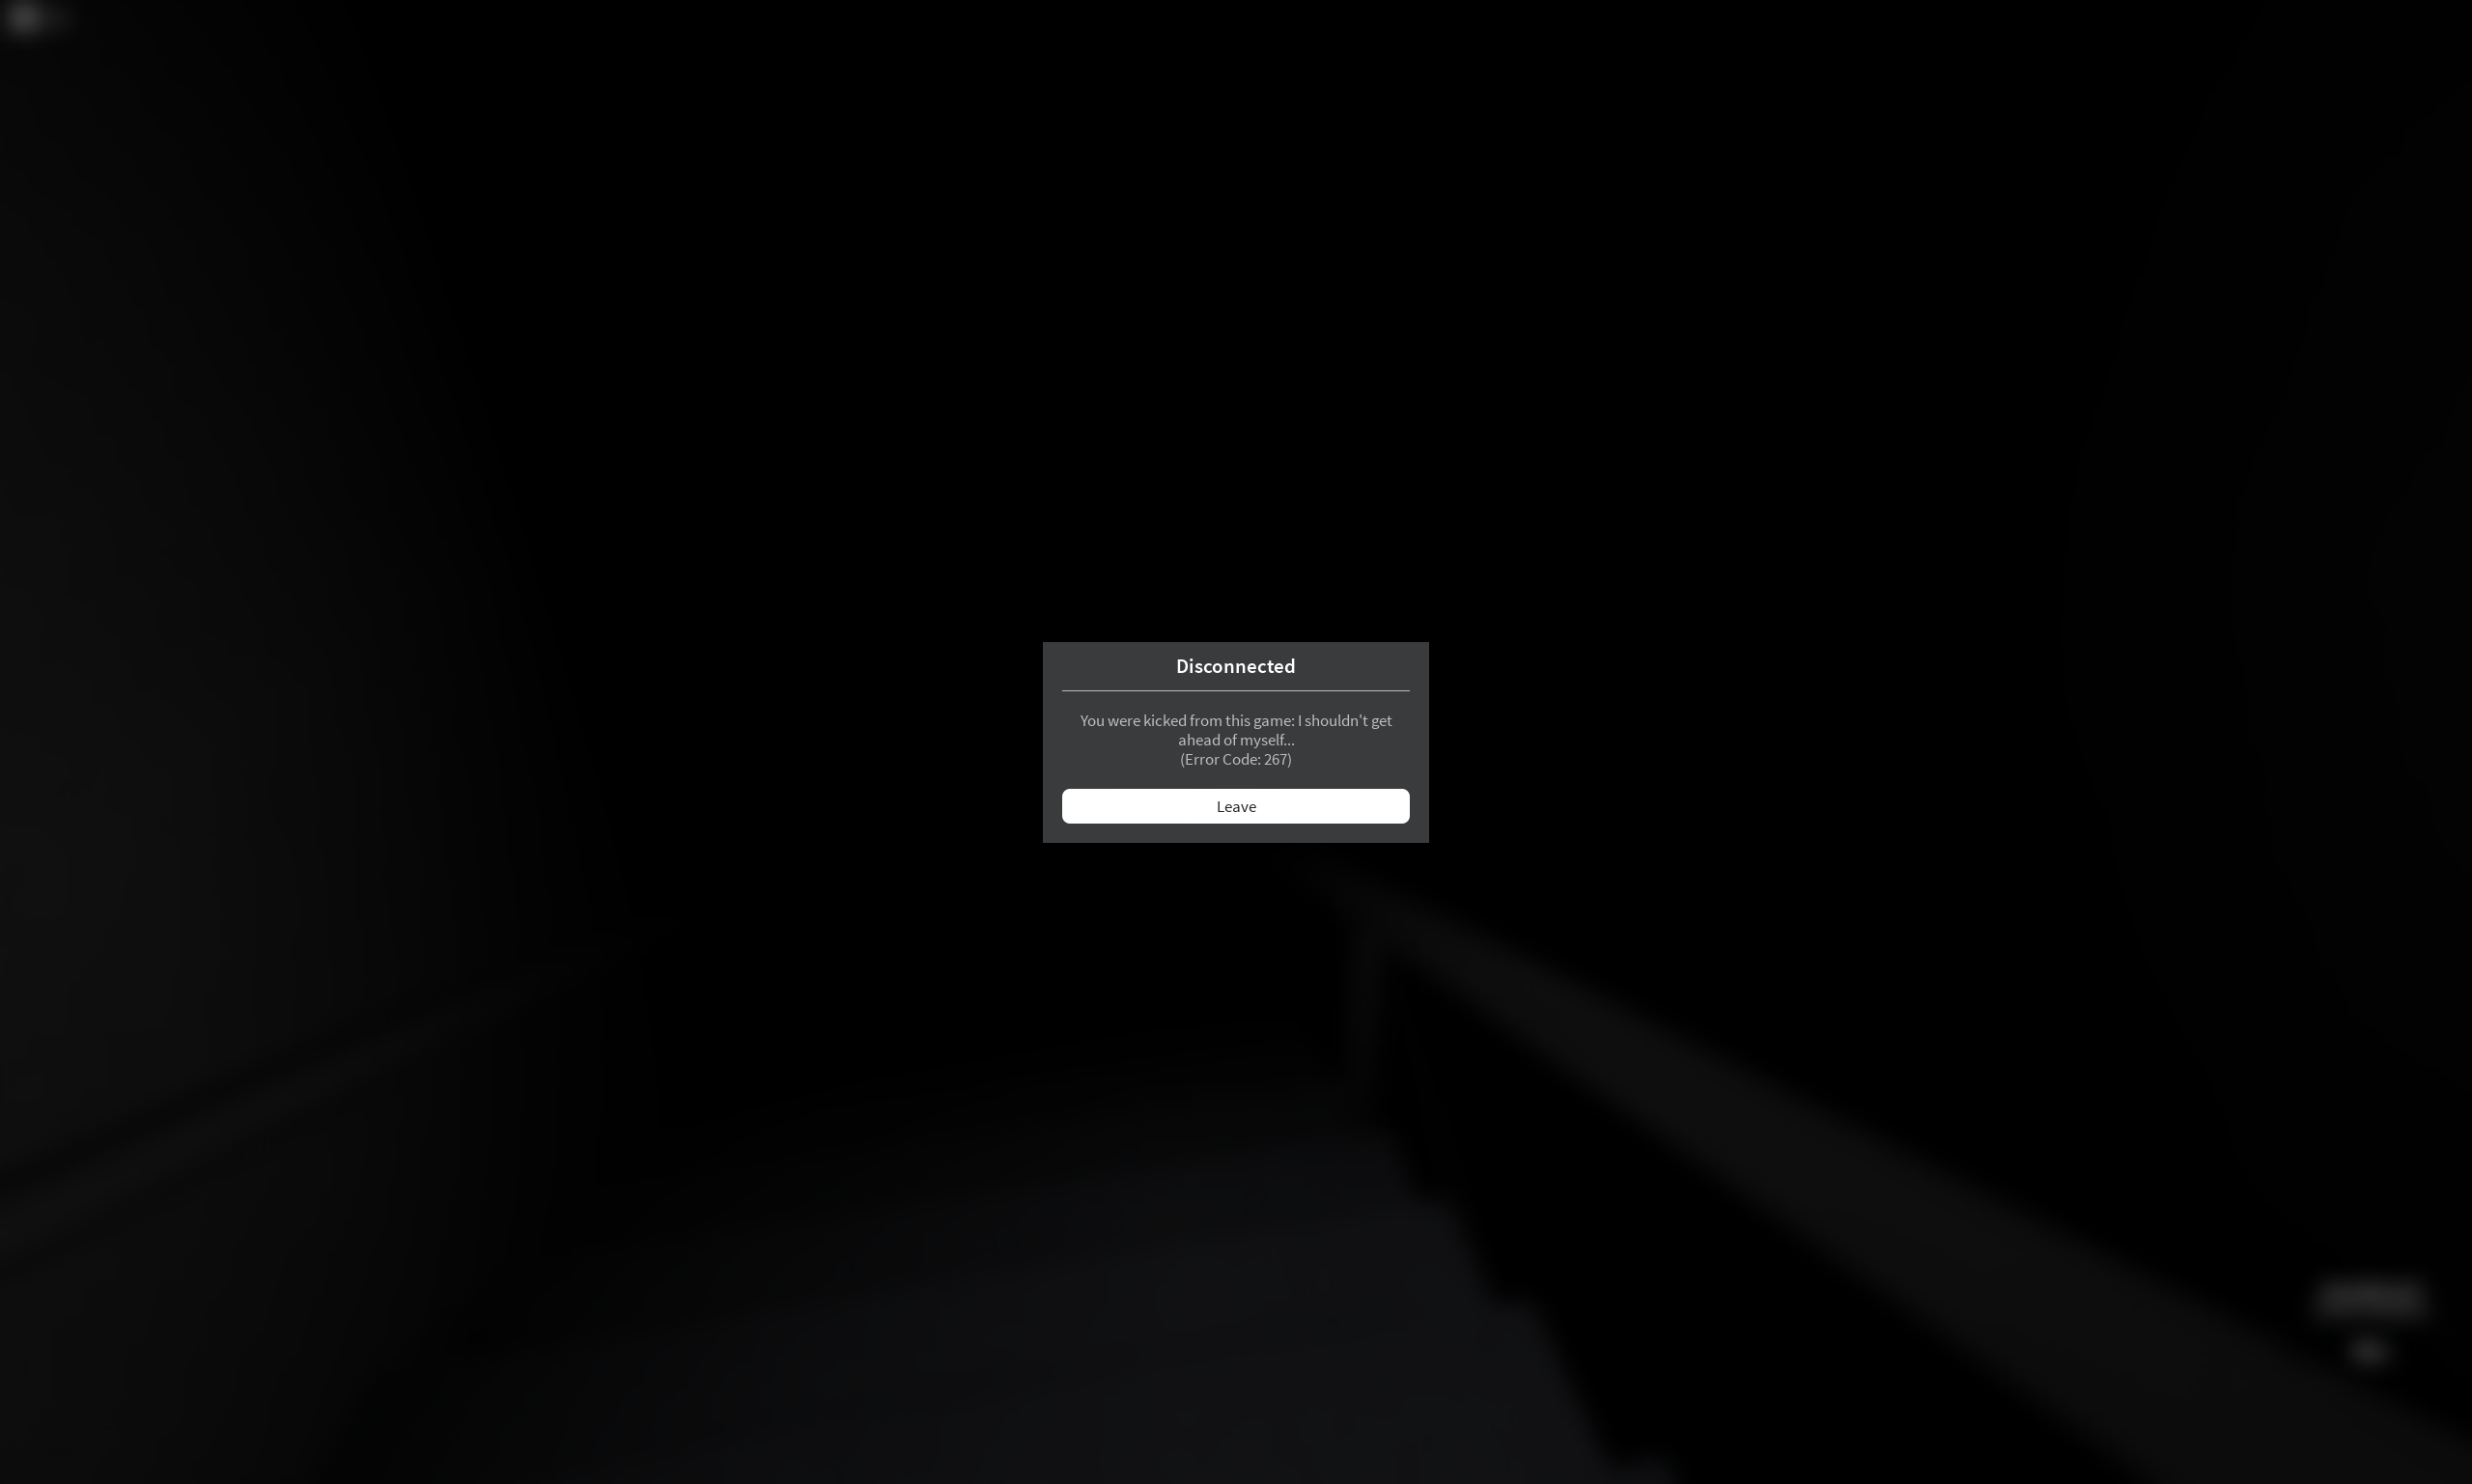 Disconnected
You were kicked from this game: I shouldn't get
ahead of myself...
(Error Code: 267)
Leave